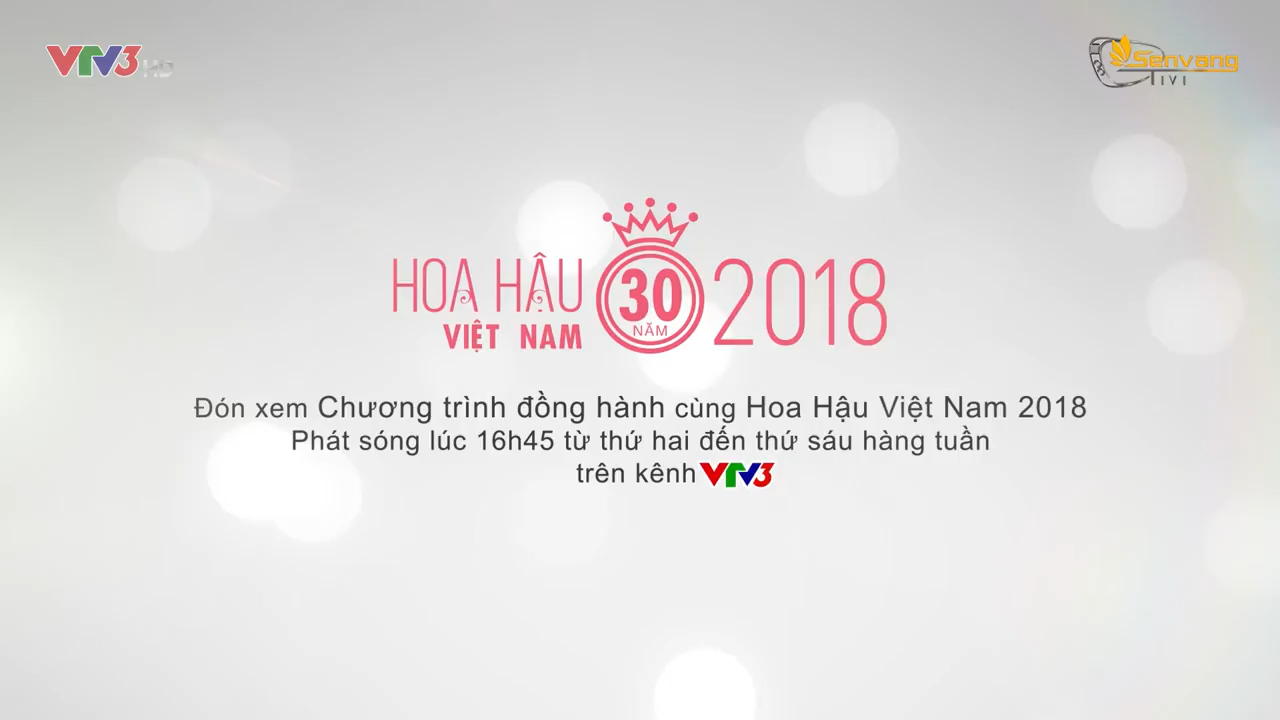 VTV3 HD
Senvang
TIVI
HOA HẬU
VIỆT NAM
30
NĂM
2018
Đón xem Chương trình đồng hành cùng Hoa Hậu Việt Nam 2018
Phát sóng lúc 16h45 từ thứ hai đến thứ sáu hàng tuần
trên kênh VTV3